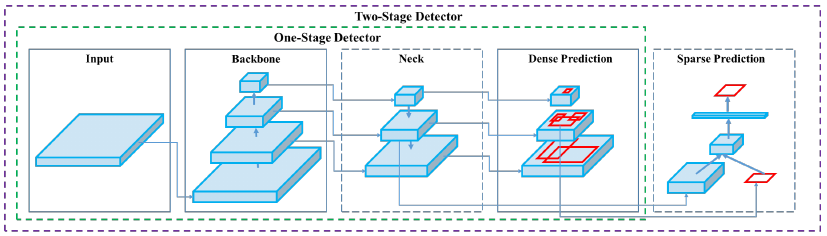 Two-Stage Detector
One-Stage Detector
Input
Backbone
Neck
Dense Prediction
Sparse Prediction